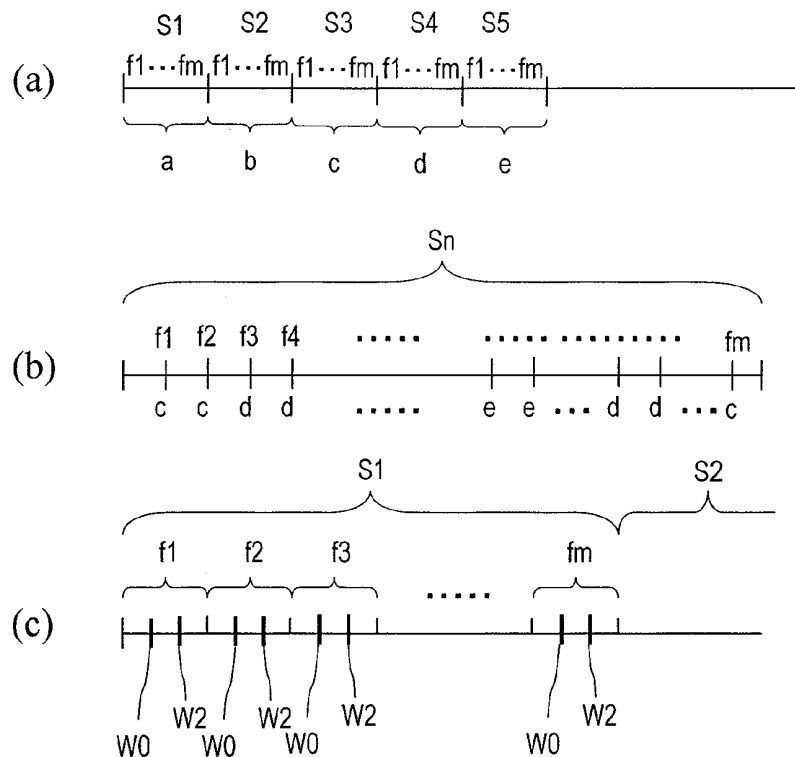 S1 S2 S3 S4 S5
(a) f1 ··· fm f1 ··· fm f1 ··· fm f1 ··· fm f1 ··· fm
a b c d e
Sn
f1 f2 f3 f4 ····· ····· ········· fm
(b)
c c d d ····· e e ··· d d ··· c
S1 S2
f1 f2 f3 ····· fm
(c)
W2 W2 W2 W2
W0 W0 W0 W0